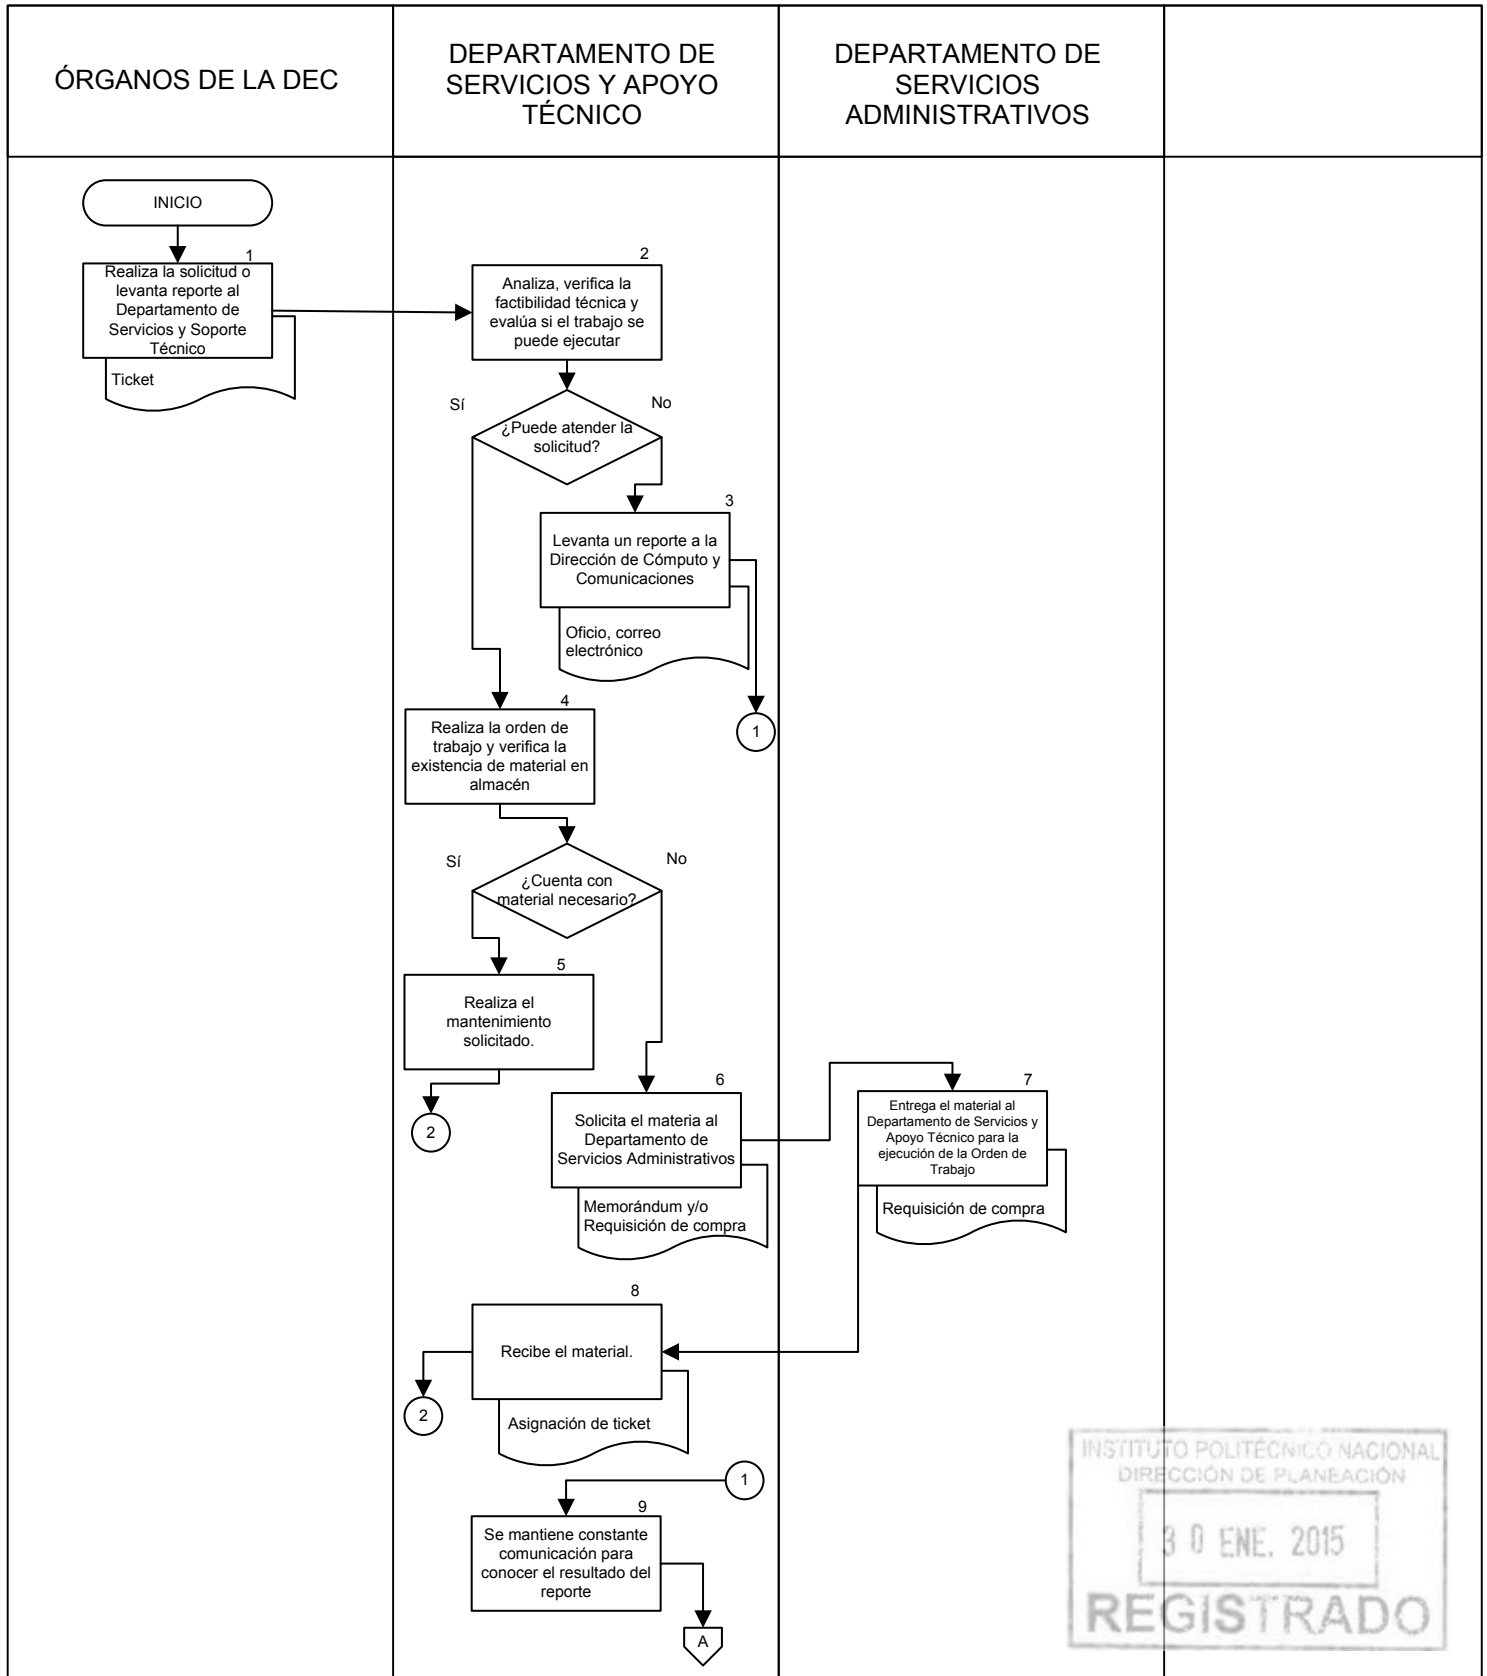 ÓRGANOS DE LA DEC
DEPARTAMENTO DE
SERVICIOS Y APOYO
TÉCNICO
DEPARTAMENTO DE
SERVICIOS
ADMINISTRATIVOS
INICIO
1
Realiza la solicitud o
levanta reporte al
Departamento de
Servicios y Soporte
Técnico
Ticket
2
Analiza, verifica la
factibilidad técnica y
evalúa si el trabajo se
puede ejecutar
Sí
No
¿Puede atender la
solicitud?
3
Levanta un reporte a la
Dirección de Cómputo y
Comunicaciones
Oficio, correo
electrónico
1
4
Realiza la orden de
trabajo y verifica la
existencia de material en
almacén
Sí
No
¿Cuenta con
material necesario?
5
Realiza el
mantenimiento
solicitado.
2
6
Solicita el materia al
Departamento de
Servicios Administrativos
Memorándum y/o
Requisición de compra
7
Entrega el material al
Departamento de Servicios y
Apoyo Técnico para la
ejecución de la Orden de
Trabajo
Requisición de compra
8
Recibe el material.
Asignación de ticket
2
1
9
Se mantiene constante
comunicación para
conocer el resultado del
reporte
A
INSTITUTO POLITÉCNICO NACIONAL
DIRECCIÓN DE PLANEACIÓN
30 ENE. 2015
REGISTRADO